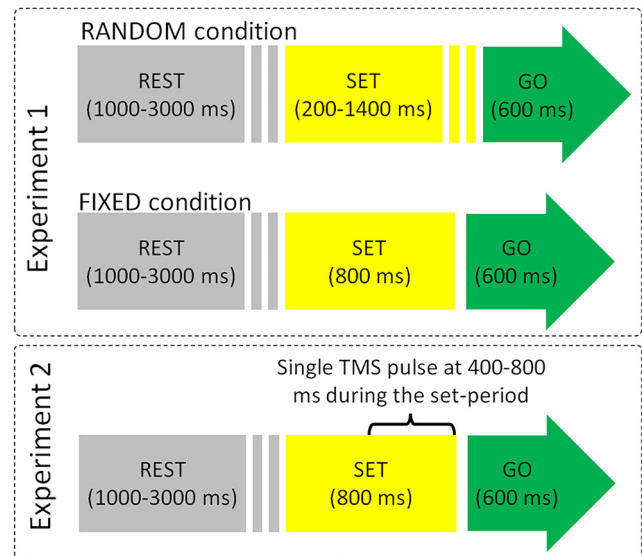 Experiment 1
RANDOM condition
REST
(1000-3000 ms)
SET
(200-1400 ms)
GO
(600 ms)
FIXED condition
REST
(1000-3000 ms)
SET
(800 ms)
GO
(600 ms)
Experiment 2
Single TMS pulse at 400-800
ms during the set-period
REST
(1000-3000 ms)
SET
(800 ms)
GO
(600 ms)